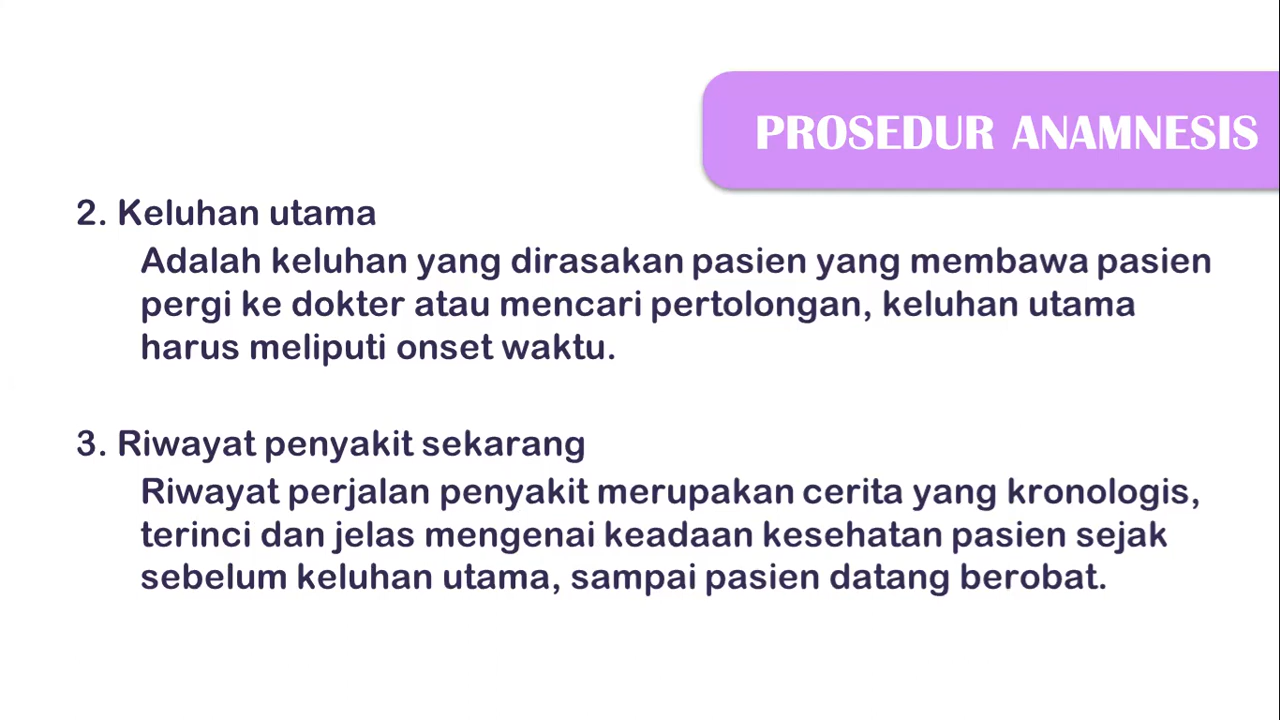 PROSEDUR ANAMNESIS
2. Keluhan utama
Adalah keluhan yang dirasakan pasien yang membawa pasien
pergi ke dokter atau mencari pertolongan, keluhan utama
harus meliputi onset waktu.
3. Riwayat penyakit sekarang
Riwayat perjalan penyakit merupakan cerita yang kronologis,
terinci dan jelas mengenai keadaan kesehatan pasien sejak
sebelum keluhan utama, sampai pasien datang berobat.